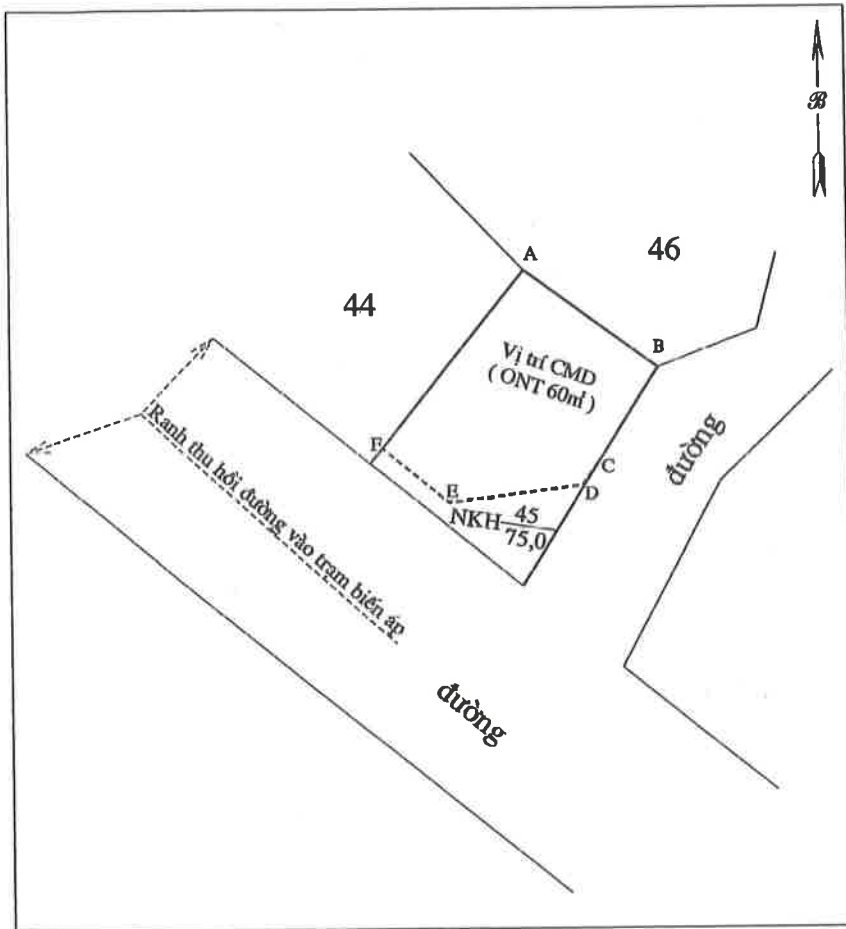 B
46
A
44
B
Vị trí CMD
( ONT 60m² )
đường
F
C
D
E
NKH 45
75,0
Ranh thu hồi đường vào trạm biến áp
đường